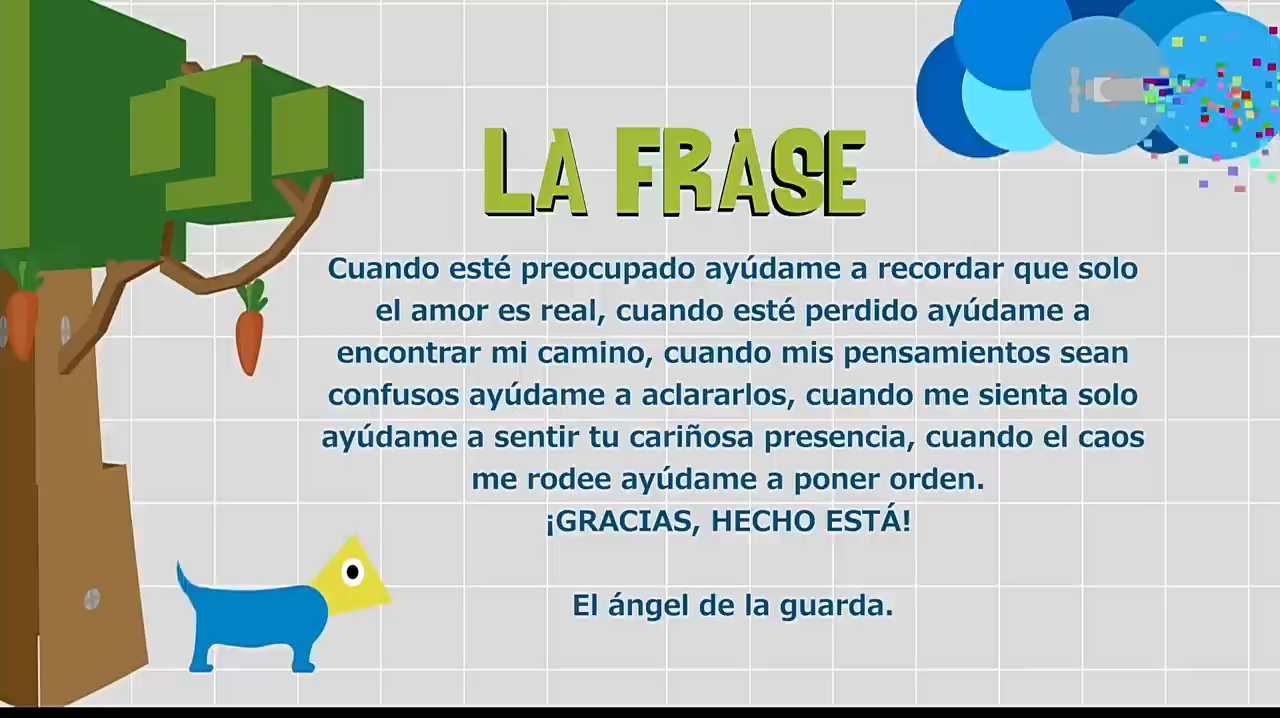 LA FRASE
Cuando esté preocupado ayúdame a recordar que solo
el amor es real, cuando esté perdido ayúdame a
encontrar mi camino, cuando mis pensamientos sean
confusos ayúdame a aclararlos, cuando me sienta solo
ayúdame a sentir tu cariñosa presencia, cuando el caos
me rodee ayúdame a poner orden.
¡GRACIAS, HECHO ESTÁ!
El ángel de la guarda.